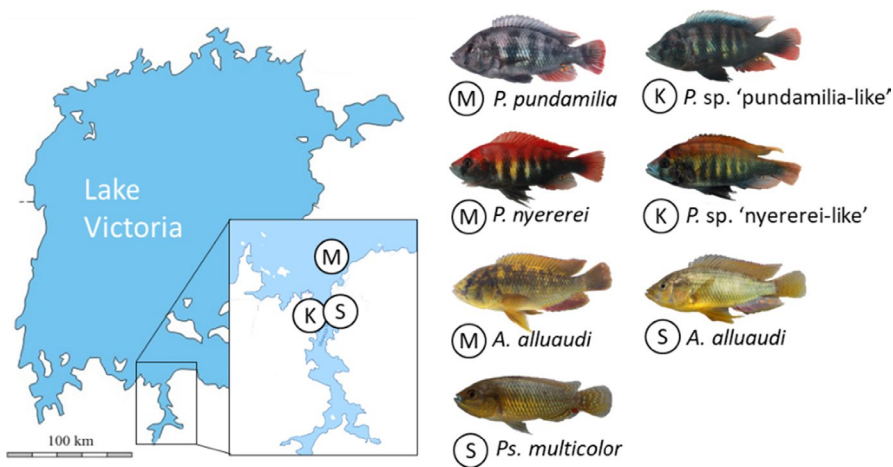 Lake
Victoria
M
K
S
100 km
M P. pundamilia
K P. sp. ‘pundamilia-like’
M P. nyererei
K P. sp. ‘nyererei-like’
M A. alluaudi
S A. alluaudi
S Ps. multicolor